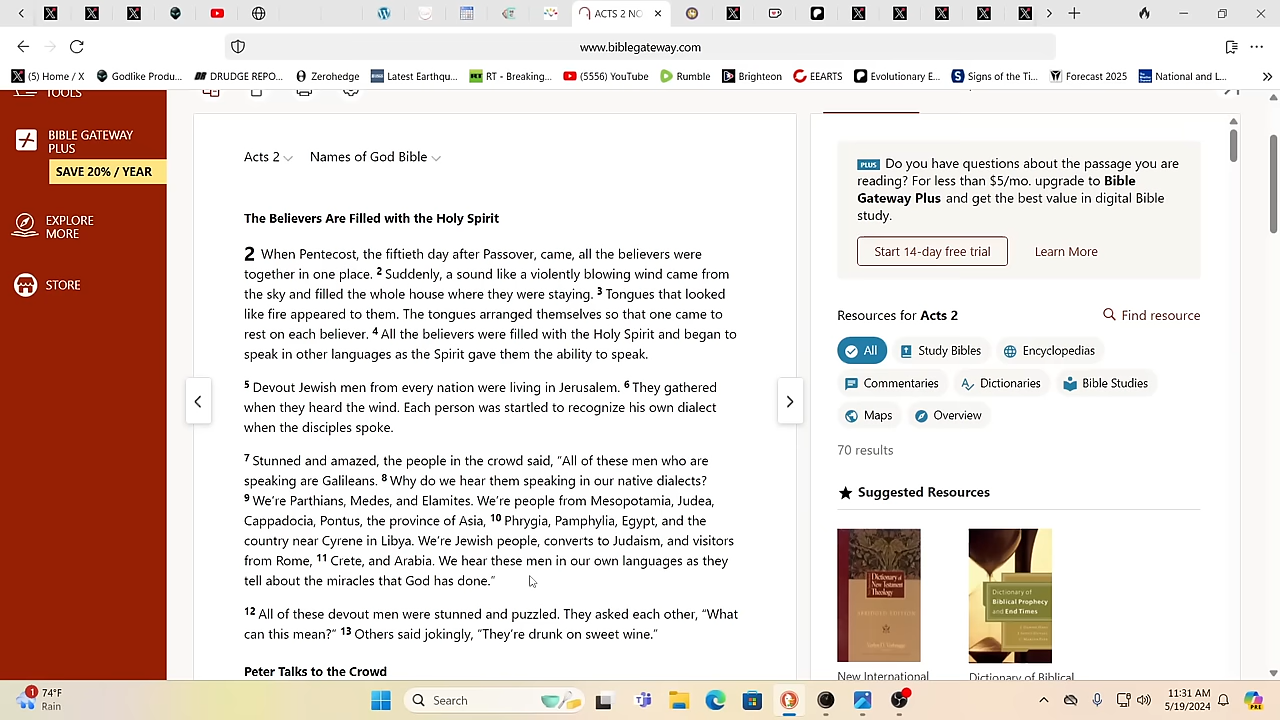 ACTS 2 NO
www.biblegateway.com
(5) Home / X
Godlike Produ...
DRUDGE REPO...
Zerohedge
Latest Earthqu...
RT - Breaking...
(5556) YouTube
Rumble
Brighteon
EEARTS
Evolutionary E...
Signs of the Ti...
Forecast 2025
National and L...
TOOLS
BIBLE GATEWAY
PLUS
SAVE 20% / YEAR
EXPLORE
MORE
STORE
Acts 2
Names of God Bible
The Believers Are Filled with the Holy Spirit
2 When Pentecost, the fiftieth day after Passover, came, all the believers were
together in one place. 2 Suddenly, a sound like a violently blowing wind came from
the sky and filled the whole house where they were staying. 3 Tongues that looked
like fire appeared to them. The tongues arranged themselves so that one came to
rest on each believer. 4 All the believers were filled with the Holy Spirit and began to
speak in other languages as the Spirit gave them the ability to speak.
5 Devout Jewish men from every nation were living in Jerusalem. 6 They gathered
when they heard the wind. Each person was startled to recognize his own dialect
when the disciples spoke.
7 Stunned and amazed, the people in the crowd said, “All of these men who are
speaking are Galileans. 8 Why do we hear them speaking in our native dialects?
9 We’re Parthians, Medes, and Elamites. We’re people from Mesopotamia, Judea,
Cappadocia, Pontus, the province of Asia, 10 Phrygia, Pamphylia, Egypt, and the
country near Cyrene in Libya. We’re Jewish people, converts to Judaism, and visitors
from Rome, 11 Crete, and Arabia. We hear these men in our own languages as they
tell about the miracles that God has done.”
12 All of these devout men were stunned and puzzled. They asked each other, “What
can this mean?” 13 Others said jokingly, “They’re drunk on sweet wine.”
Peter Talks to the Crowd
PLUS Do you have questions about the passage you are
reading? For less than $5/mo. upgrade to Bible
Gateway Plus and get the best value in digital Bible
study.
Start 14-day free trial
Learn More
Resources for Acts 2
Find resource
All
Study Bibles
Encyclopedias
Commentaries
Dictionaries
Bible Studies
Maps
Overview
70 results
Suggested Resources
Dictionary of
New Testament
Theology
Dictionary of
Biblical Prophecy
and End Times
New International
Dictionary of Biblical
1
74°F
Rain
Search
11:31 AM
5/19/2024